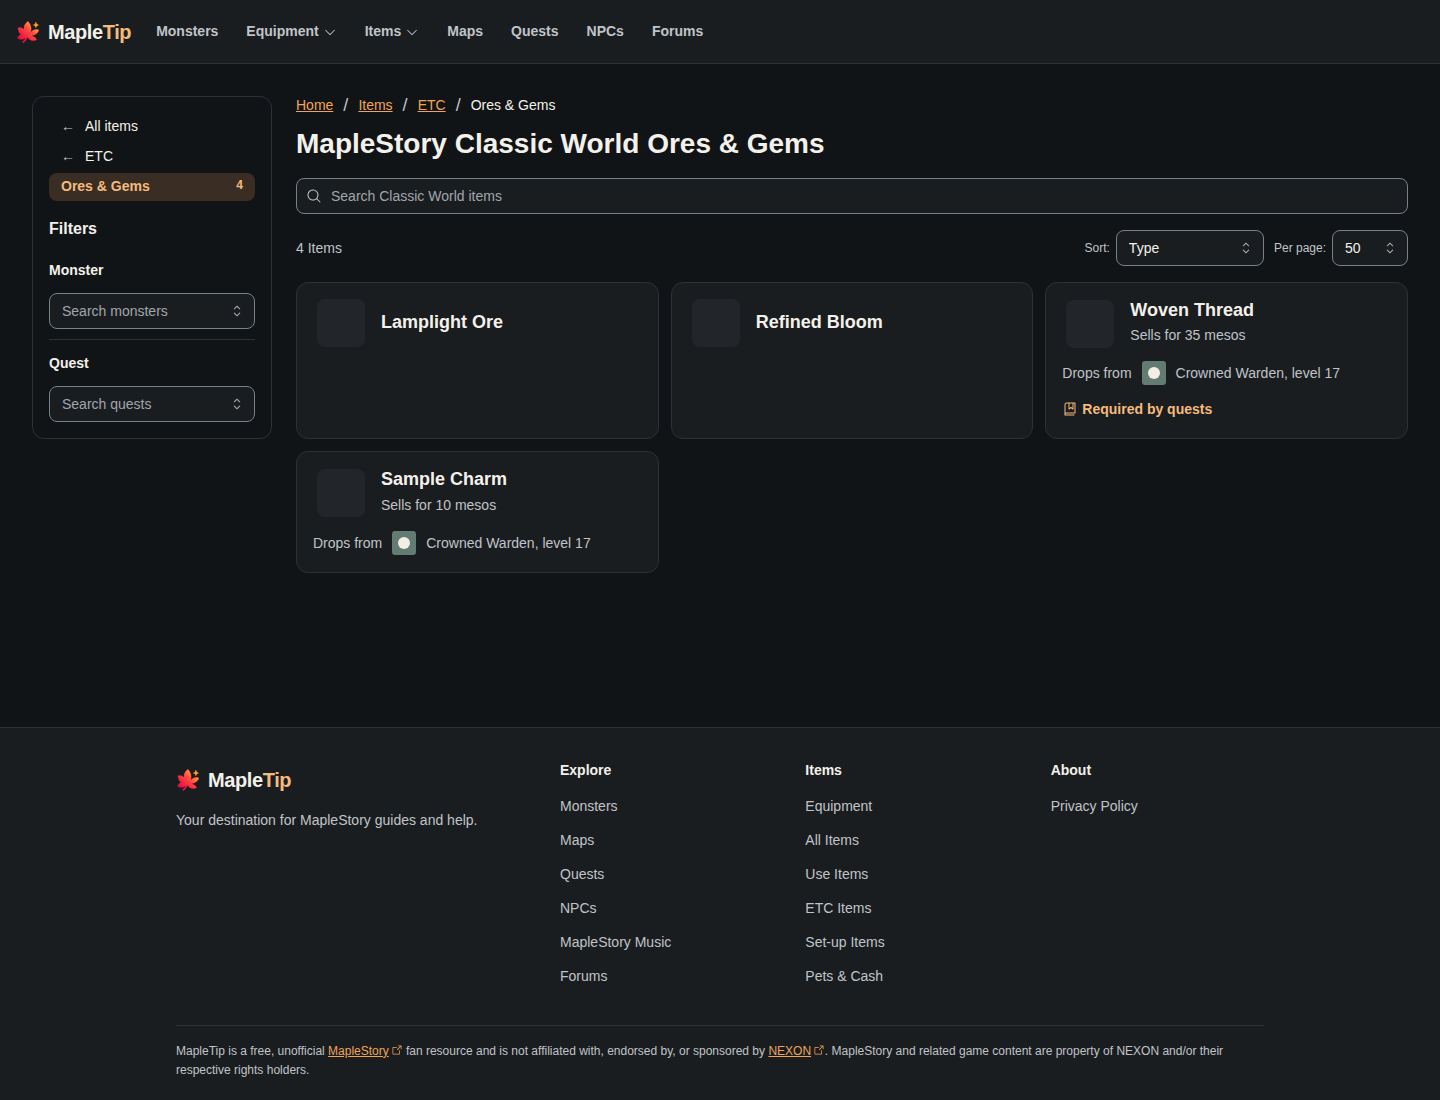 MapleTip
Monsters
Equipment
Items
Maps
Quests
NPCs
Forums
← All items
← ETC
Ores & Gems 4
Filters
Monster
Search monsters
Quest
Search quests
Home / Items / ETC / Ores & Gems
MapleStory Classic World Ores & Gems
Search Classic World items
4 Items
Sort: Type
Per page: 50
Lamplight Ore
Refined Bloom
Woven Thread
Sells for 35 mesos
Drops from Crowned Warden, level 17
Required by quests
Sample Charm
Sells for 10 mesos
Drops from Crowned Warden, level 17
MapleTip
Your destination for MapleStory guides and help.
Explore
Monsters
Maps
Quests
NPCs
MapleStory Music
Forums
Items
Equipment
All Items
Use Items
ETC Items
Set-up Items
Pets & Cash
About
Privacy Policy
MapleTip is a free, unofficial MapleStory fan resource and is not affiliated with, endorsed by, or sponsored by NEXON. MapleStory and related game content are property of NEXON and/or their
respective rights holders.